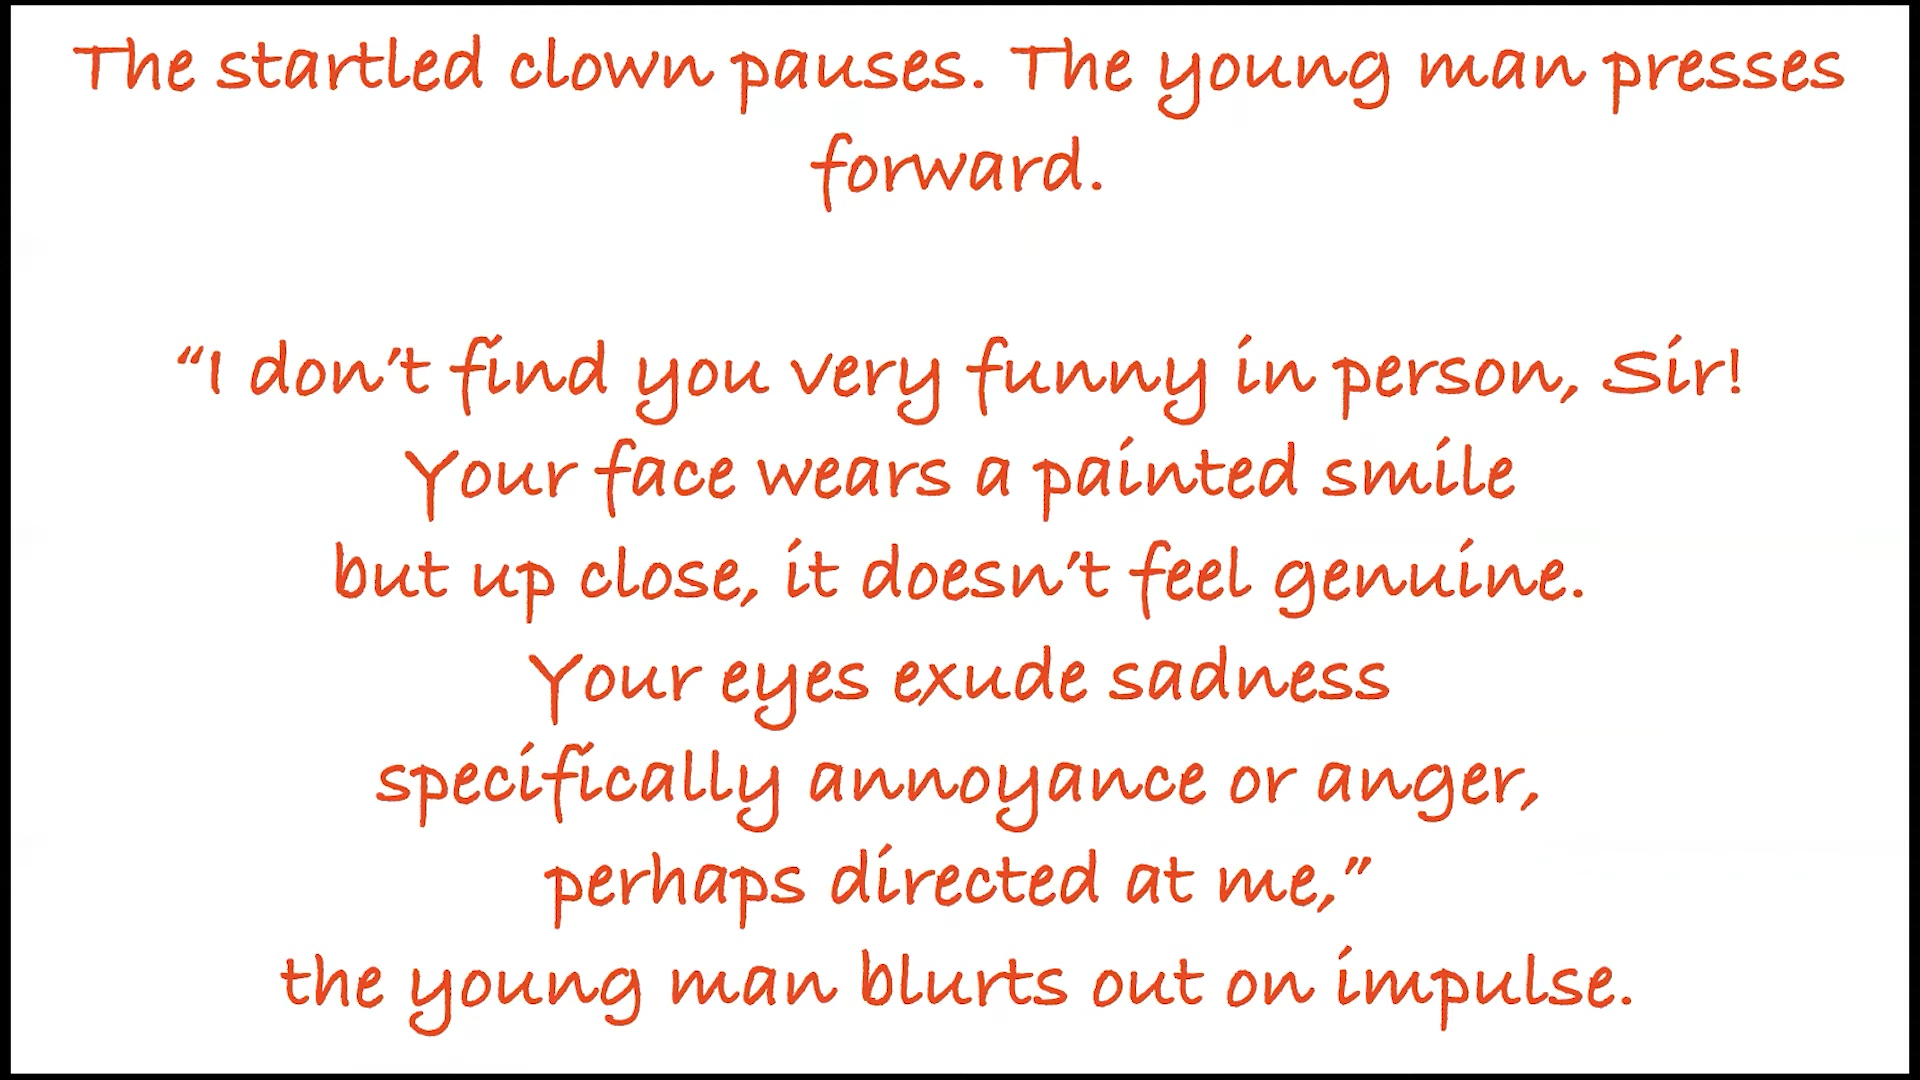 The startled clown pauses. The young man presses
forward.
“I don’t find you very funny in person, Sir!
Your face wears a painted smile
but up close, it doesn’t feel genuine.
Your eyes exude sadness
specifically annoyance or anger,
perhaps directed at me,”
the young man blurts out on impulse.